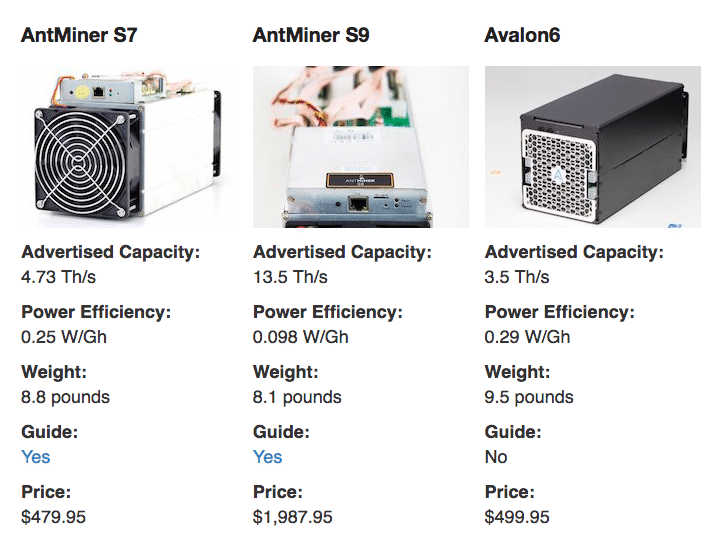 AntMiner S7
AntMiner S9
Avalon6
ANTMINER
S9
Advertised Capacity:
4.73 Th/s
Advertised Capacity:
13.5 Th/s
Advertised Capacity:
3.5 Th/s
Power Efficiency:
0.25 W/Gh
Power Efficiency:
0.098 W/Gh
Power Efficiency:
0.29 W/Gh
Weight:
8.8 pounds
Weight:
8.1 pounds
Weight:
9.5 pounds
Guide:
Yes
Guide:
Yes
Guide:
No
Price:
$479.95
Price:
$1,987.95
Price:
$499.95